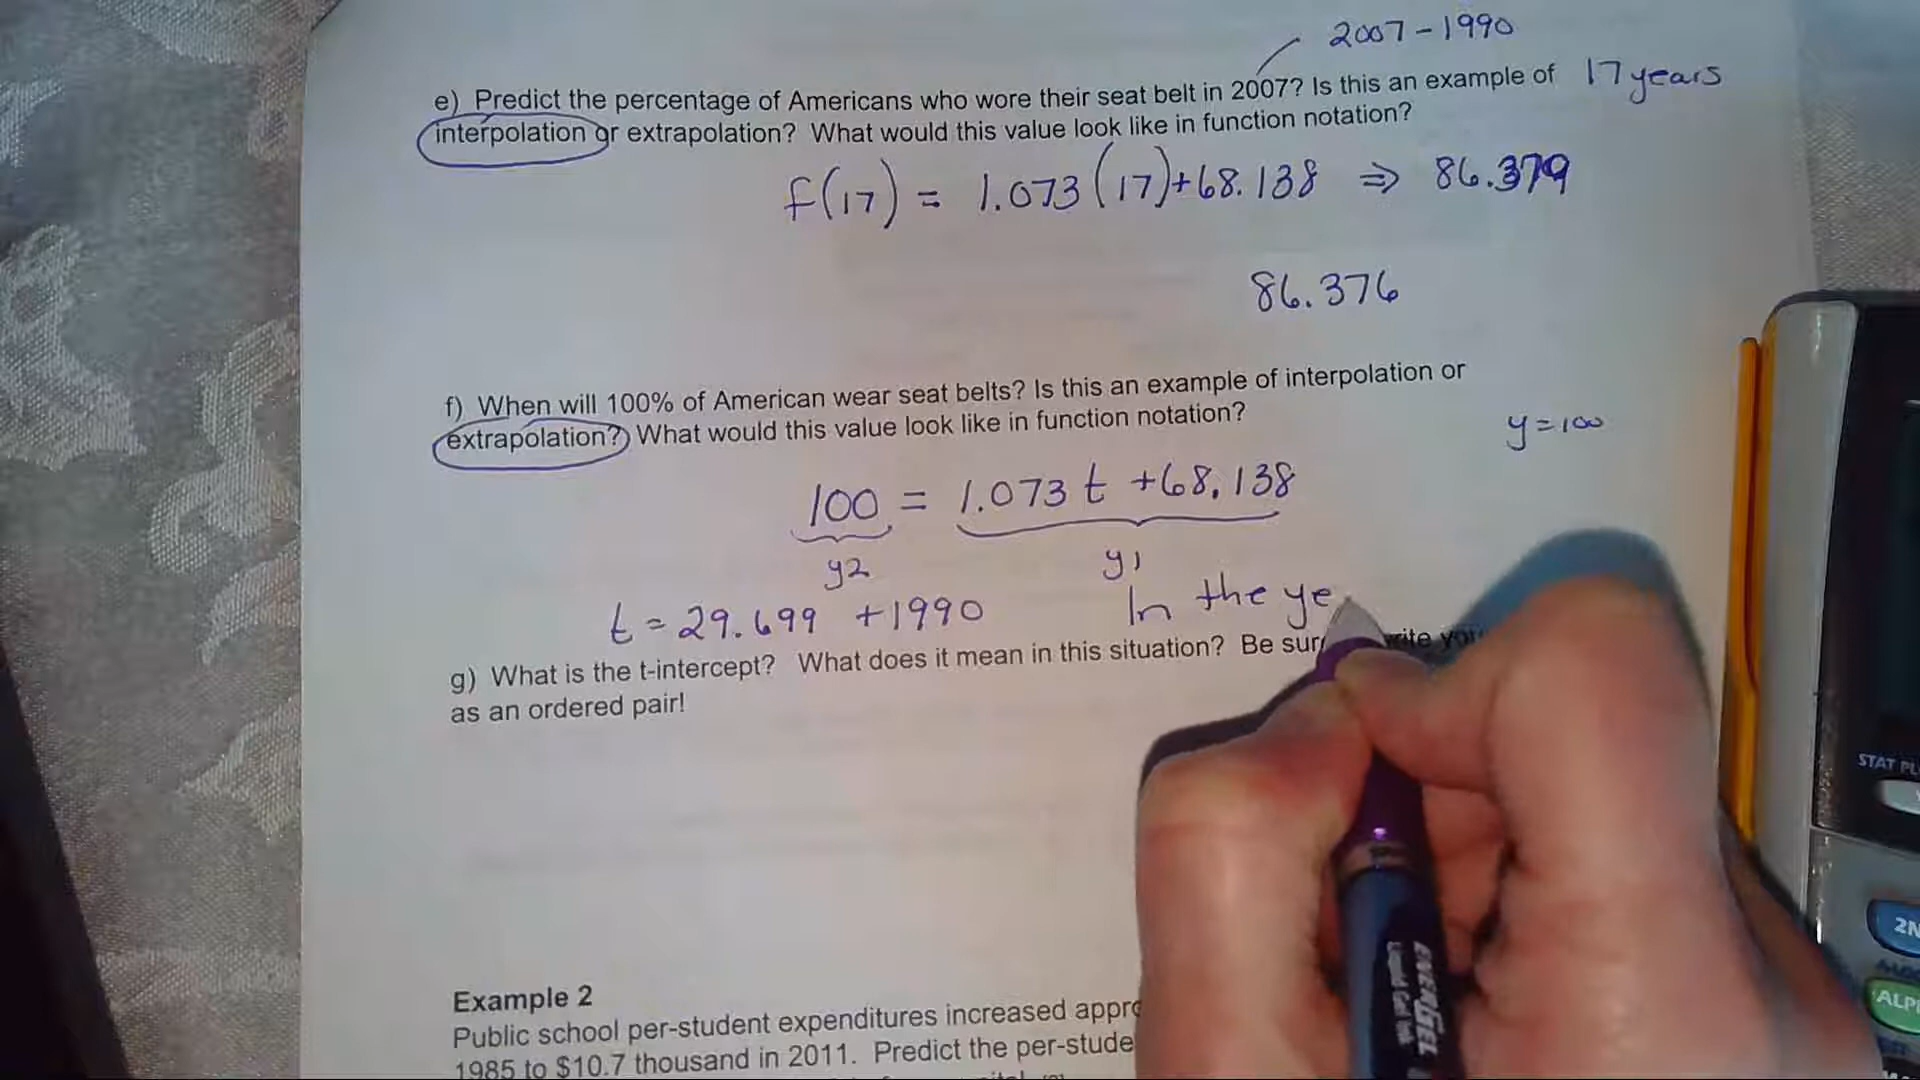 2007-1990
e) Predict the percentage of Americans who wore their seat belt in 2007? Is this an example of 17 years
interpolation or extrapolation? What would this value look like in function notation?
f(17) = 1.073(17)+68.138 ⇒ 86.379
86.376
f) When will 100% of American wear seat belts? Is this an example of interpolation or
extrapolation? What would this value look like in function notation?
y=100
100 = 1.073 t +68.138
y2 y1
t = 29.699 +1990 In the ye
g) What is the t-intercept? What does it mean in this situation? Be sure write
as an ordered pair!
Example 2
Public school per-student expenditures increased
1985 to $10.7 thousand in 2011. Predict the
STAT
2N
ALP
ENERGEL